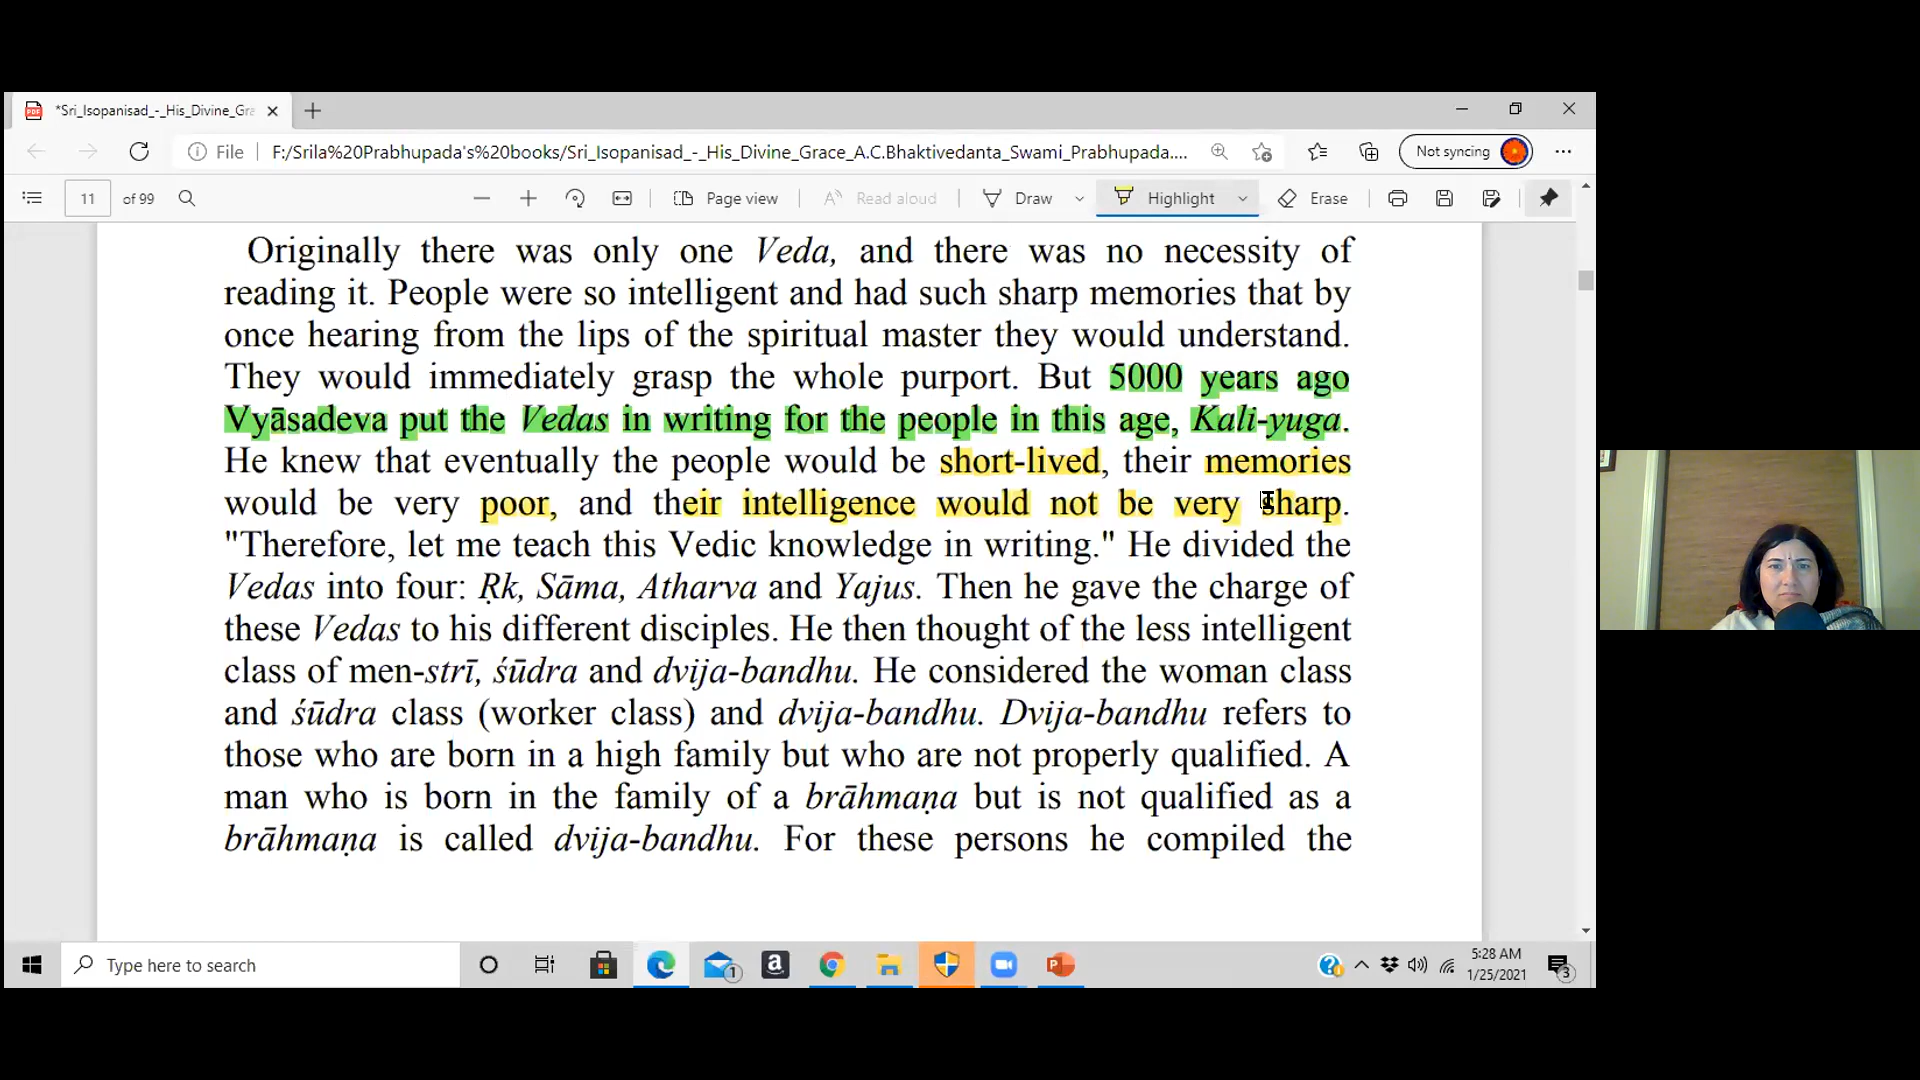 *Sri_Isopanisad_-_His_Divine_Gra
File
F:/Srila%20Prabhupada's%20books/Sri_Isopanisad_-_His_Divine_Grace_A.C.Bhaktivedanta_Swami_Prabhupada....
Not syncing
11 of 99
Page view
Read aloud
Draw
Highlight
Erase
Originally there was only one Veda, and there was no necessity of
reading it. People were so intelligent and had such sharp memories that by
once hearing from the lips of the spiritual master they would understand.
They would immediately grasp the whole purport. But 5000 years ago
Vyāsadeva put the Vedas in writing for the people in this age, Kali-yuga.
He knew that eventually the people would be short-lived, their memories
would be very poor, and their intelligence would not be very sharp.
"Therefore, let me teach this Vedic knowledge in writing." He divided the
Vedas into four: Ṛk, Sāma, Atharva and Yajus. Then he gave the charge of
these Vedas to his different disciples. He then thought of the less intelligent
class of men-strī, śūdra and dvija-bandhu. He considered the woman class
and śūdra class (worker class) and dvija-bandhu. Dvija-bandhu refers to
those who are born in a high family but who are not properly qualified. A
man who is born in the family of a brāhmaṇa but is not qualified as a
brāhmaṇa is called dvija-bandhu. For these persons he compiled the
Type here to search
5:28 AM
1/25/2021